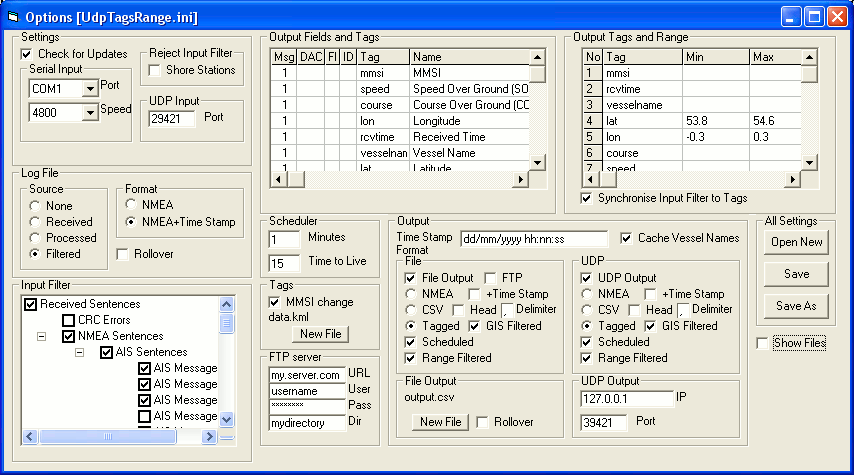 Options [UdpTagsRange.ini]
Settings
Check for Updates
Serial Input
COM1 Port
4800 Speed
Reject Input Filter
Shore Stations
UDP Input
29421 Port
Log File
Source
None
Received
Processed
Filtered
Format
NMEA
NMEA+Time Stamp
Rollover
Input Filter
Received Sentences
CRC Errors
NMEA Sentences
AIS Sentences
AIS Message
AIS Message
AIS Message
AIS Message
Output Fields and Tags
Msg DAC FI ID Tag Name
1 mmsi MMSI
1 speed Speed Over Ground (SO
1 course Course Over Ground (CC
1 lon Longitude
1 rcvtime Received Time
1 vesselnan Vessel Name
1 lat Latitude
Output Tags and Range
No Tag Min Max
1 mmsi
2 rcvtime
3 vesselname
4 lat 53.8 54.6
5 lon -0.3 0.3
6 course
7 speed
Synchronise Input Filter to Tags
Scheduler
1 Minutes
15 Time to Live
Tags
MMSI change
data.kml
New File
FTP server
my.server.com URL
username User
******** Pass
mydirectory Dir
Output
Time Stamp Format dd/mm/yyyy hh:nn:ss
Cache Vessel Names
File
File Output FTP
NMEA +Time Stamp
CSV Head , Delimiter
Tagged GIS Filtered
Scheduled
Range Filtered
UDP
UDP Output
NMEA +Time Stamp
CSV Head , Delimiter
Tagged GIS Filtered
Scheduled
Range Filtered
File Output
output.csv
New File Rollover
UDP Output
127.0.0.1 IP
39421 Port
All Settings
Open New
Save
Save As
Show Files